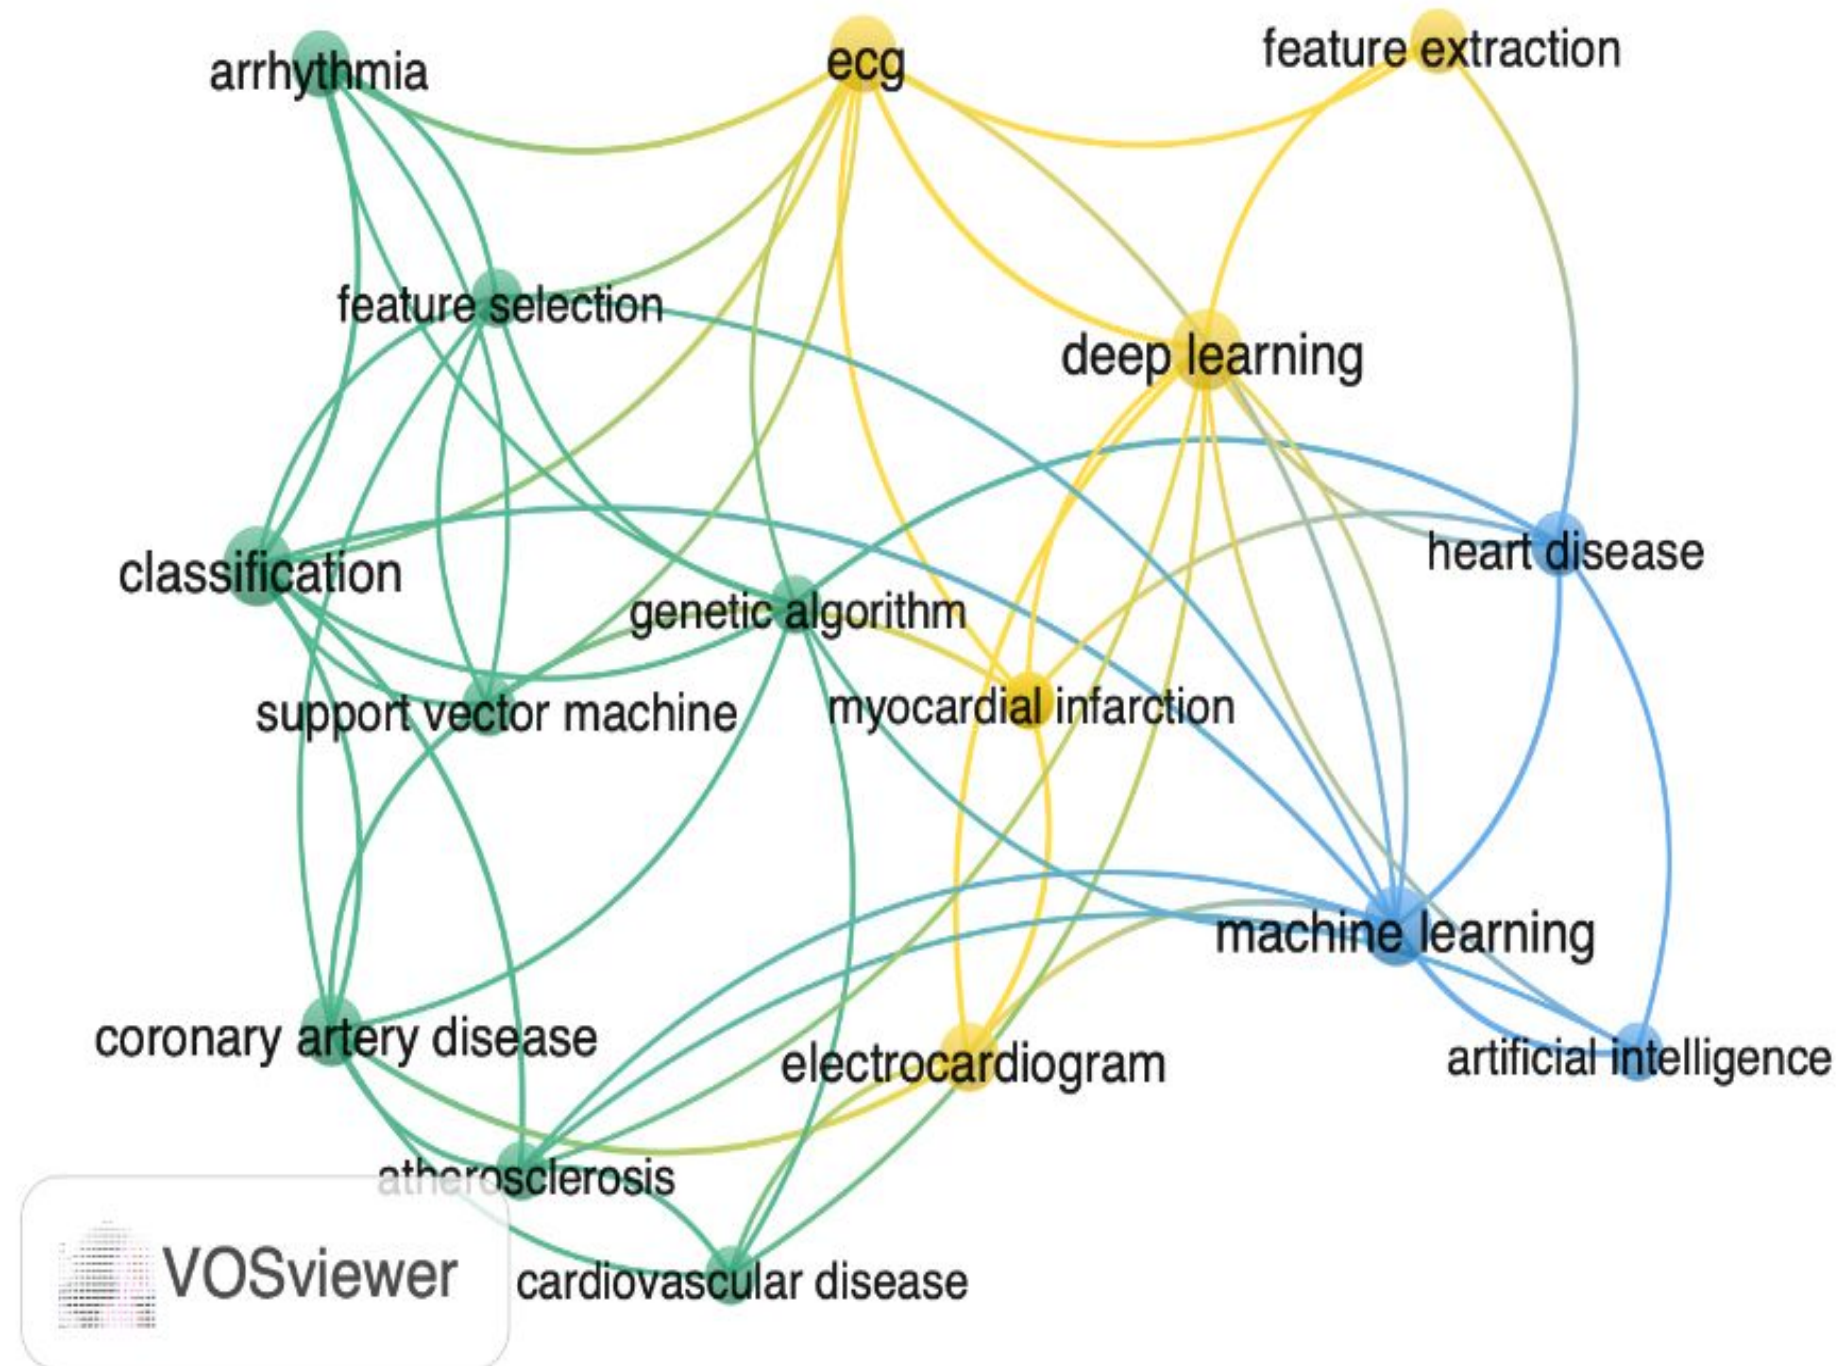 arrhythmia
ecg
feature extraction
feature selection
deep learning
classification
heart disease
genetic algorithm
support vector machine
myocardial infarction
machine learning
coronary artery disease
electrocardiogram
artificial intelligence
atherosclerosis
VOSviewer
cardiovascular disease